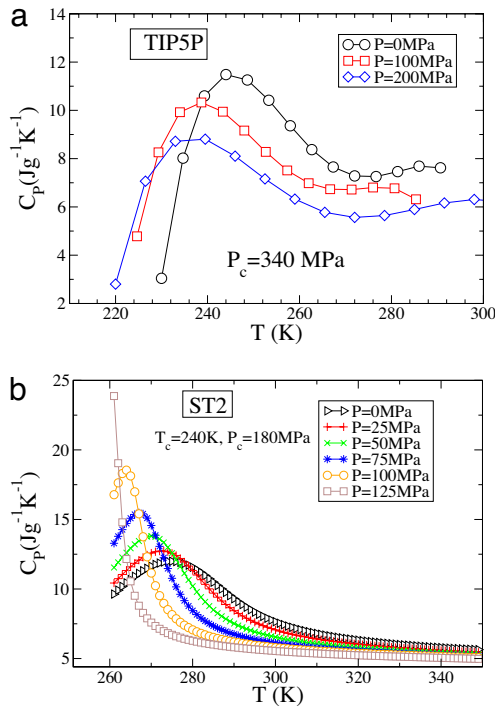 a
TIP5P
P=0MPa
P=100MPa
P=200MPa
P_c=340 MPa
C_P(Jg^-1K^-1)
14
12
10
8
6
4
2
220 240 260 280 300
T (K)
b
ST2
T_c=240K, P_c=180MPa
P=0MPa
P=25MPa
P=50MPa
P=75MPa
P=100MPa
P=125MPa
C_P(Jg^-1K^-1)
25
20
15
10
5
260 280 300 320 340
T (K)